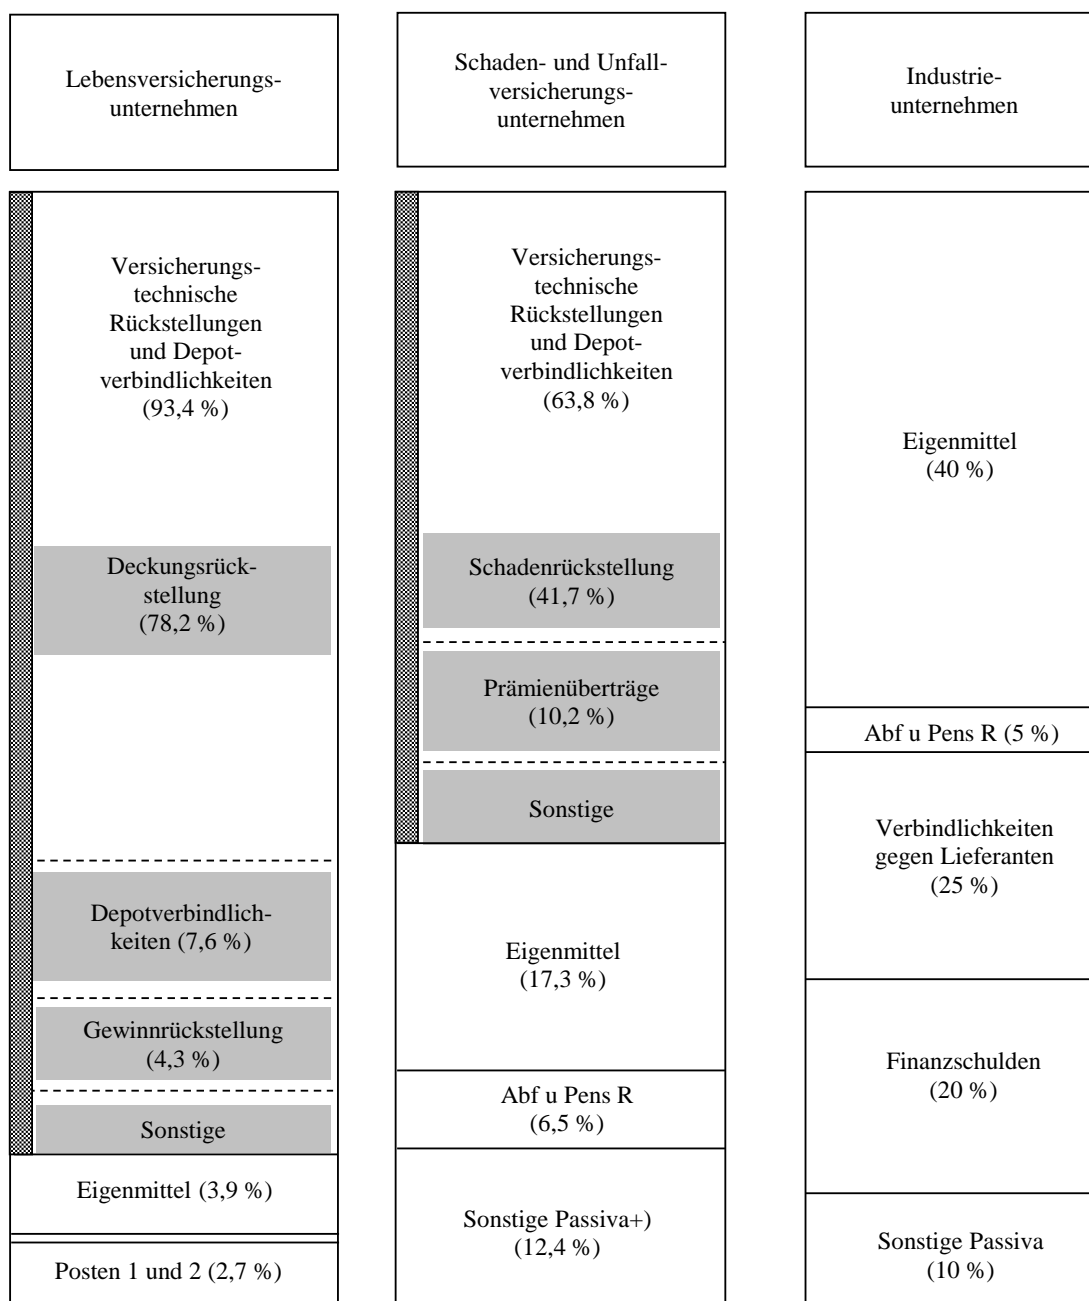 Lebensversicherungs-
unternehmen
Schaden- und Unfall-
versicherungs-
unternehmen
Industrie-
unternehmen
Versicherungs-
technische
Rückstellungen
und Depot-
verbindlichkeiten
(93,4 %)
Deckungsrück-
stellung
(78,2 %)
Depotverbindlich-
keiten (7,6 %)
Gewinnrückstellung
(4,3 %)
Sonstige
Eigenmittel (3,9 %)
Posten 1 und 2 (2,7 %)
Versicherungs-
technische
Rückstellungen
und Depot-
verbindlichkeiten
(63,8 %)
Schadenrückstellung
(41,7 %)
Prämienüberträge
(10,2 %)
Sonstige
Eigenmittel
(17,3 %)
Abf u Pens R
(6,5 %)
Sonstige Passiva+)
(12,4 %)
Eigenmittel
(40 %)
Abf u Pens R (5 %)
Verbindlichkeiten
gegen Lieferanten
(25 %)
Finanzschulden
(20 %)
Sonstige Passiva
(10 %)